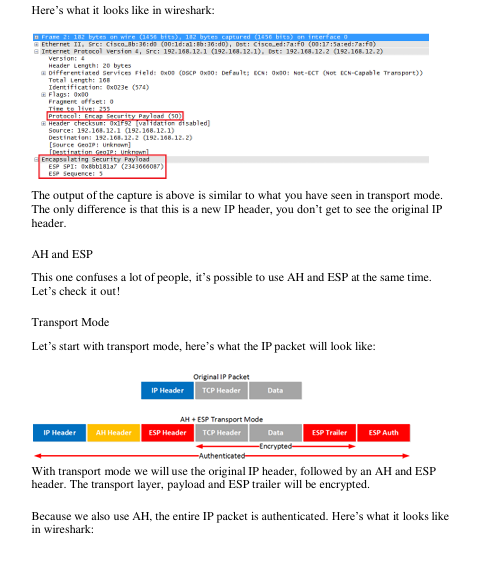 Here's what it looks like in wireshark:
Frame 2: 182 bytes on wire (1456 bits), 182 bytes captured (1456 bits) on interface 0
Ethernet II, Src: Cisco_8b:36:d0 (00:1d:a1:8b:36:d0), Dst: Cisco_ed:7a:f0 (00:17:5a:ed:7a:f0)
Internet Protocol Version 4, Src: 192.168.12.1 (192.168.12.1), Dst: 192.168.12.2 (192.168.12.2)
Version: 4
Header Length: 20 bytes
Differentiated Services Field: 0x00 (DSCP 0x00: Default; ECN: 0x00: Not-ECT (Not ECN-Capable Transport))
Total Length: 168
Identification: 0x023e (574)
Flags: 0x00
Fragment offset: 0
Time to live: 255
Protocol: Encap Security Payload (50)
Header checksum: 0x1f92 [validation disabled]
Source: 192.168.12.1 (192.168.12.1)
Destination: 192.168.12.2 (192.168.12.2)
[Source GeoIP: Unknown]
[Destination GeoIP: Unknown]
Encapsulating Security Payload
ESP SPI: 0x8bb181a7 (2343666087)
ESP Sequence: 5
The output of the capture is above is similar to what you have seen in transport mode.
The only difference is that this is a new IP header, you don't get to see the original IP
header.
AH and ESP
This one confuses a lot of people, it's possible to use AH and ESP at the same time.
Let's check it out!
Transport Mode
Let's start with transport mode, here's what the IP packet will look like:
Original IP Packet
IP Header TCP Header Data
AH + ESP Transport Mode
IP Header AH Header ESP Header TCP Header Data ESP Trailer ESP Auth
Encrypted
Authenticated
With transport mode we will use the original IP header, followed by an AH and ESP
header. The transport layer, payload and ESP trailer will be encrypted.
Because we also use AH, the entire IP packet is authenticated. Here's what it looks like
in wireshark: